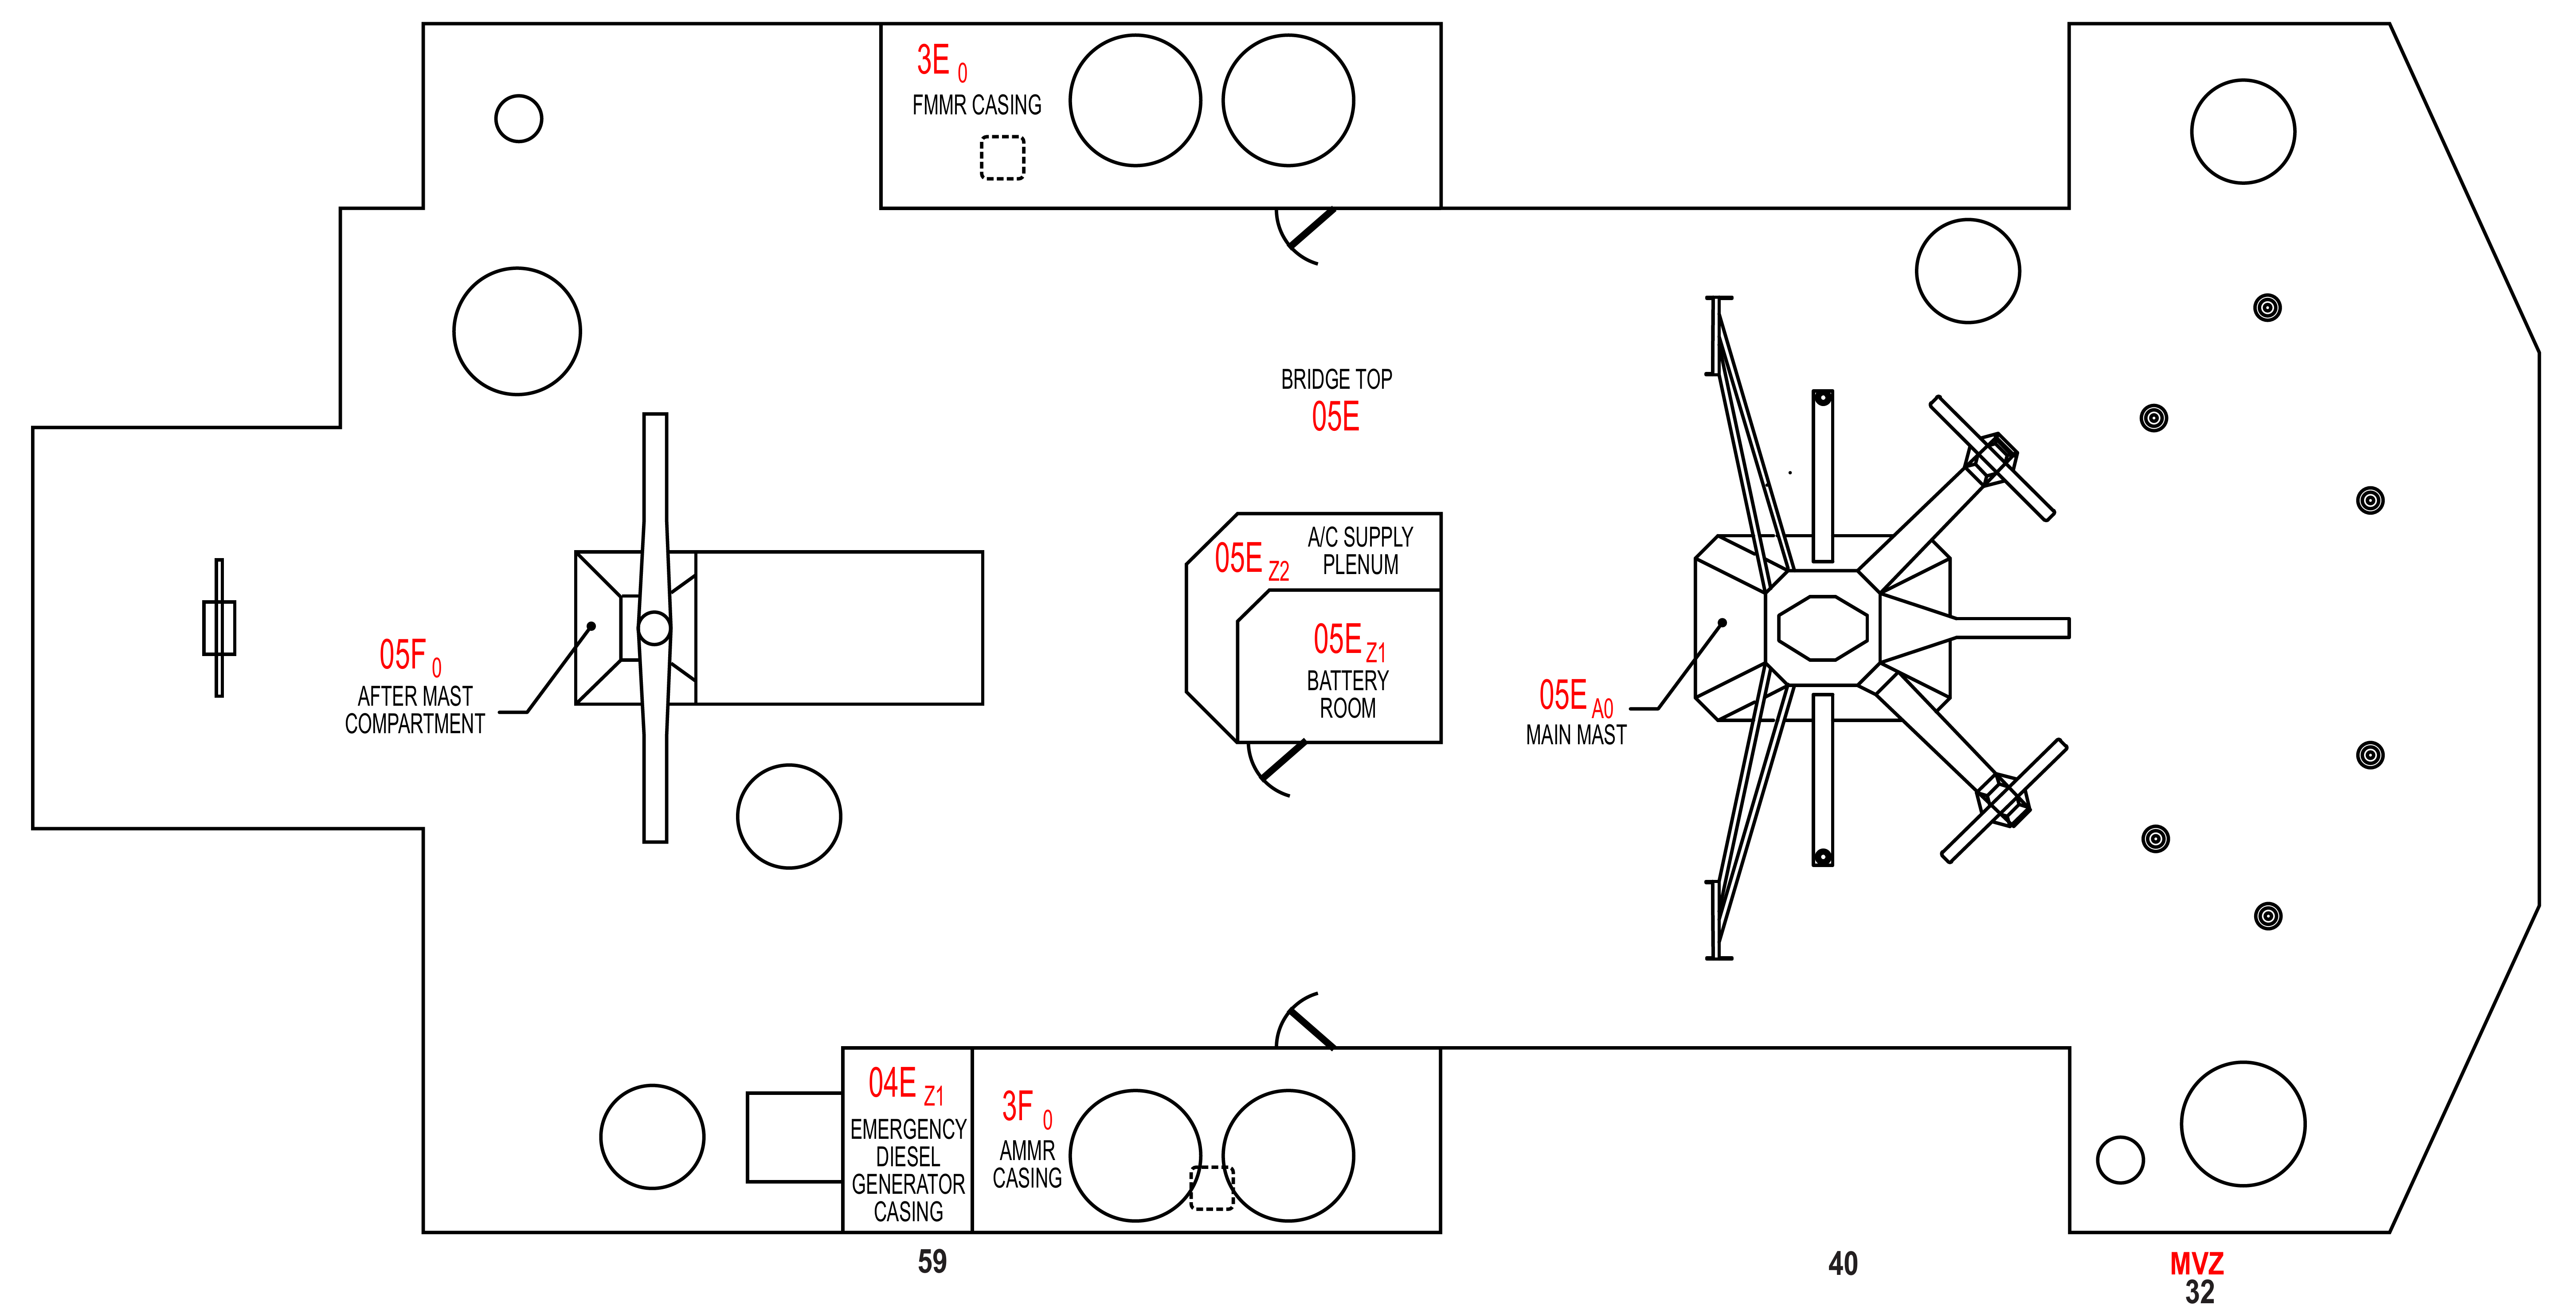 3E 0
FMMR CASING
BRIDGE TOP
05E
05E Z2
A/C SUPPLY
PLENUM
05E Z1
BATTERY
ROOM
05F 0
AFTER MAST
COMPARTMENT
05E A0
MAIN MAST
04E Z1
EMERGENCY
DIESEL
GENERATOR
CASING
3F 0
AMMR
CASING
59
40
MVZ
32